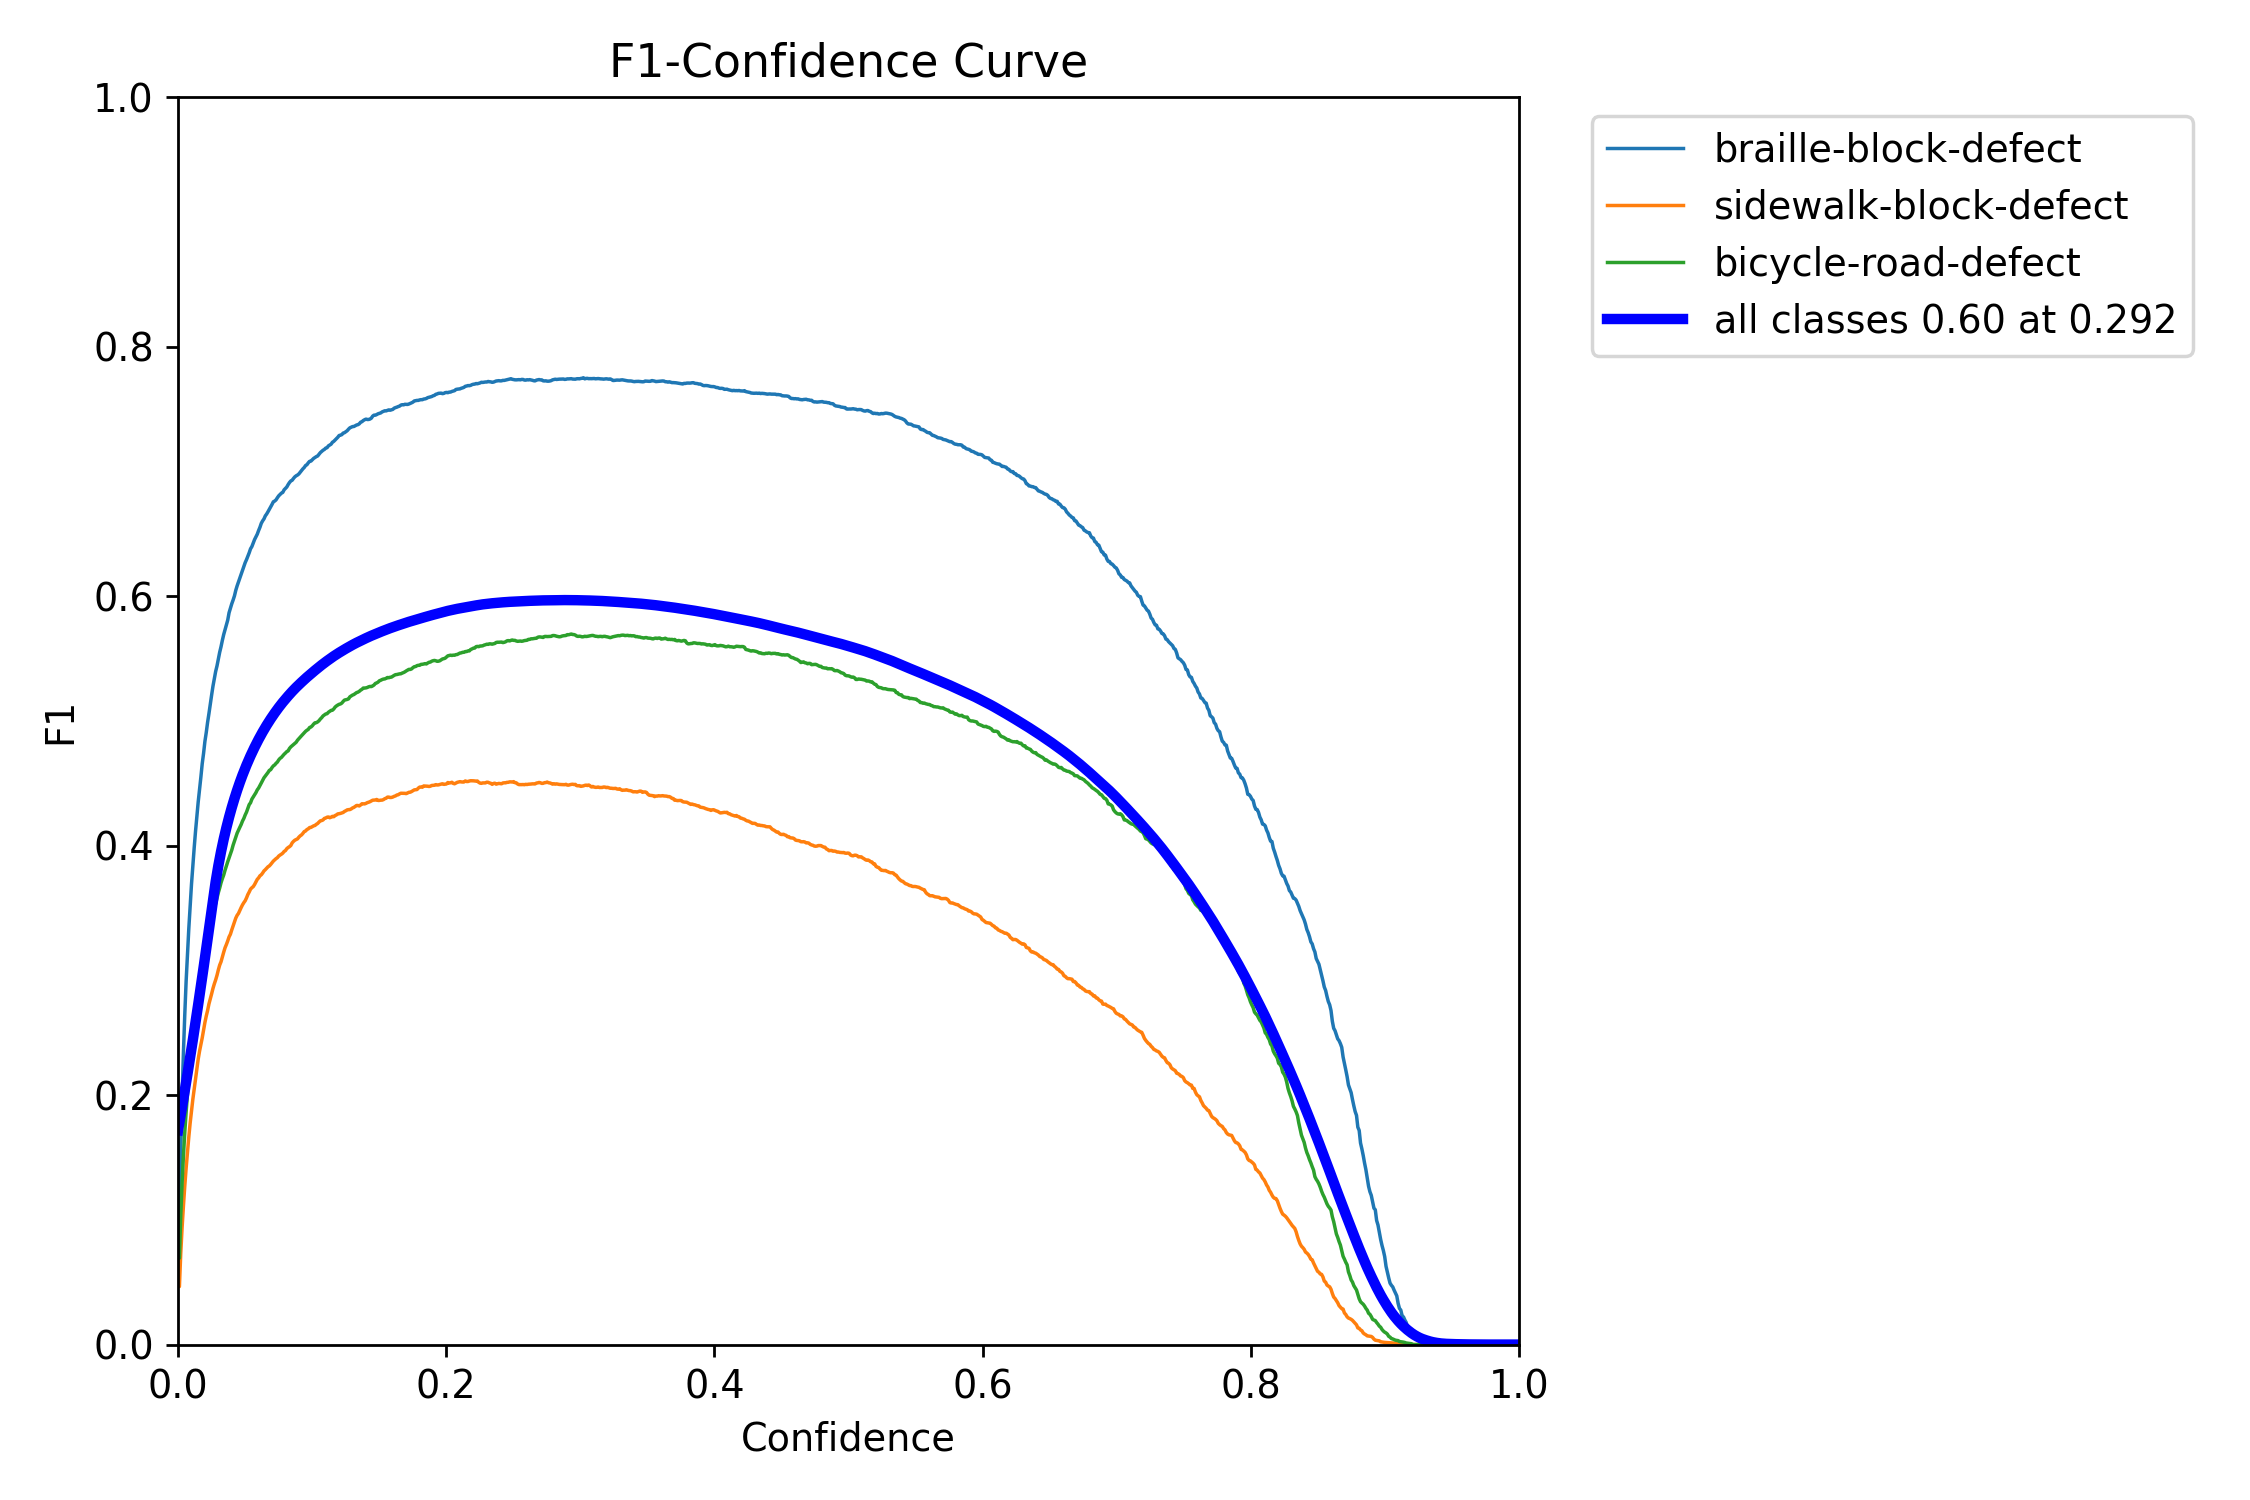 F1-Confidence Curve
1.0
0.8
0.6
0.4
0.2
0.0
F1
0.0 0.2 0.4 0.6 0.8 1.0
Confidence
braille-block-defect
sidewalk-block-defect
bicycle-road-defect
all classes 0.60 at 0.292